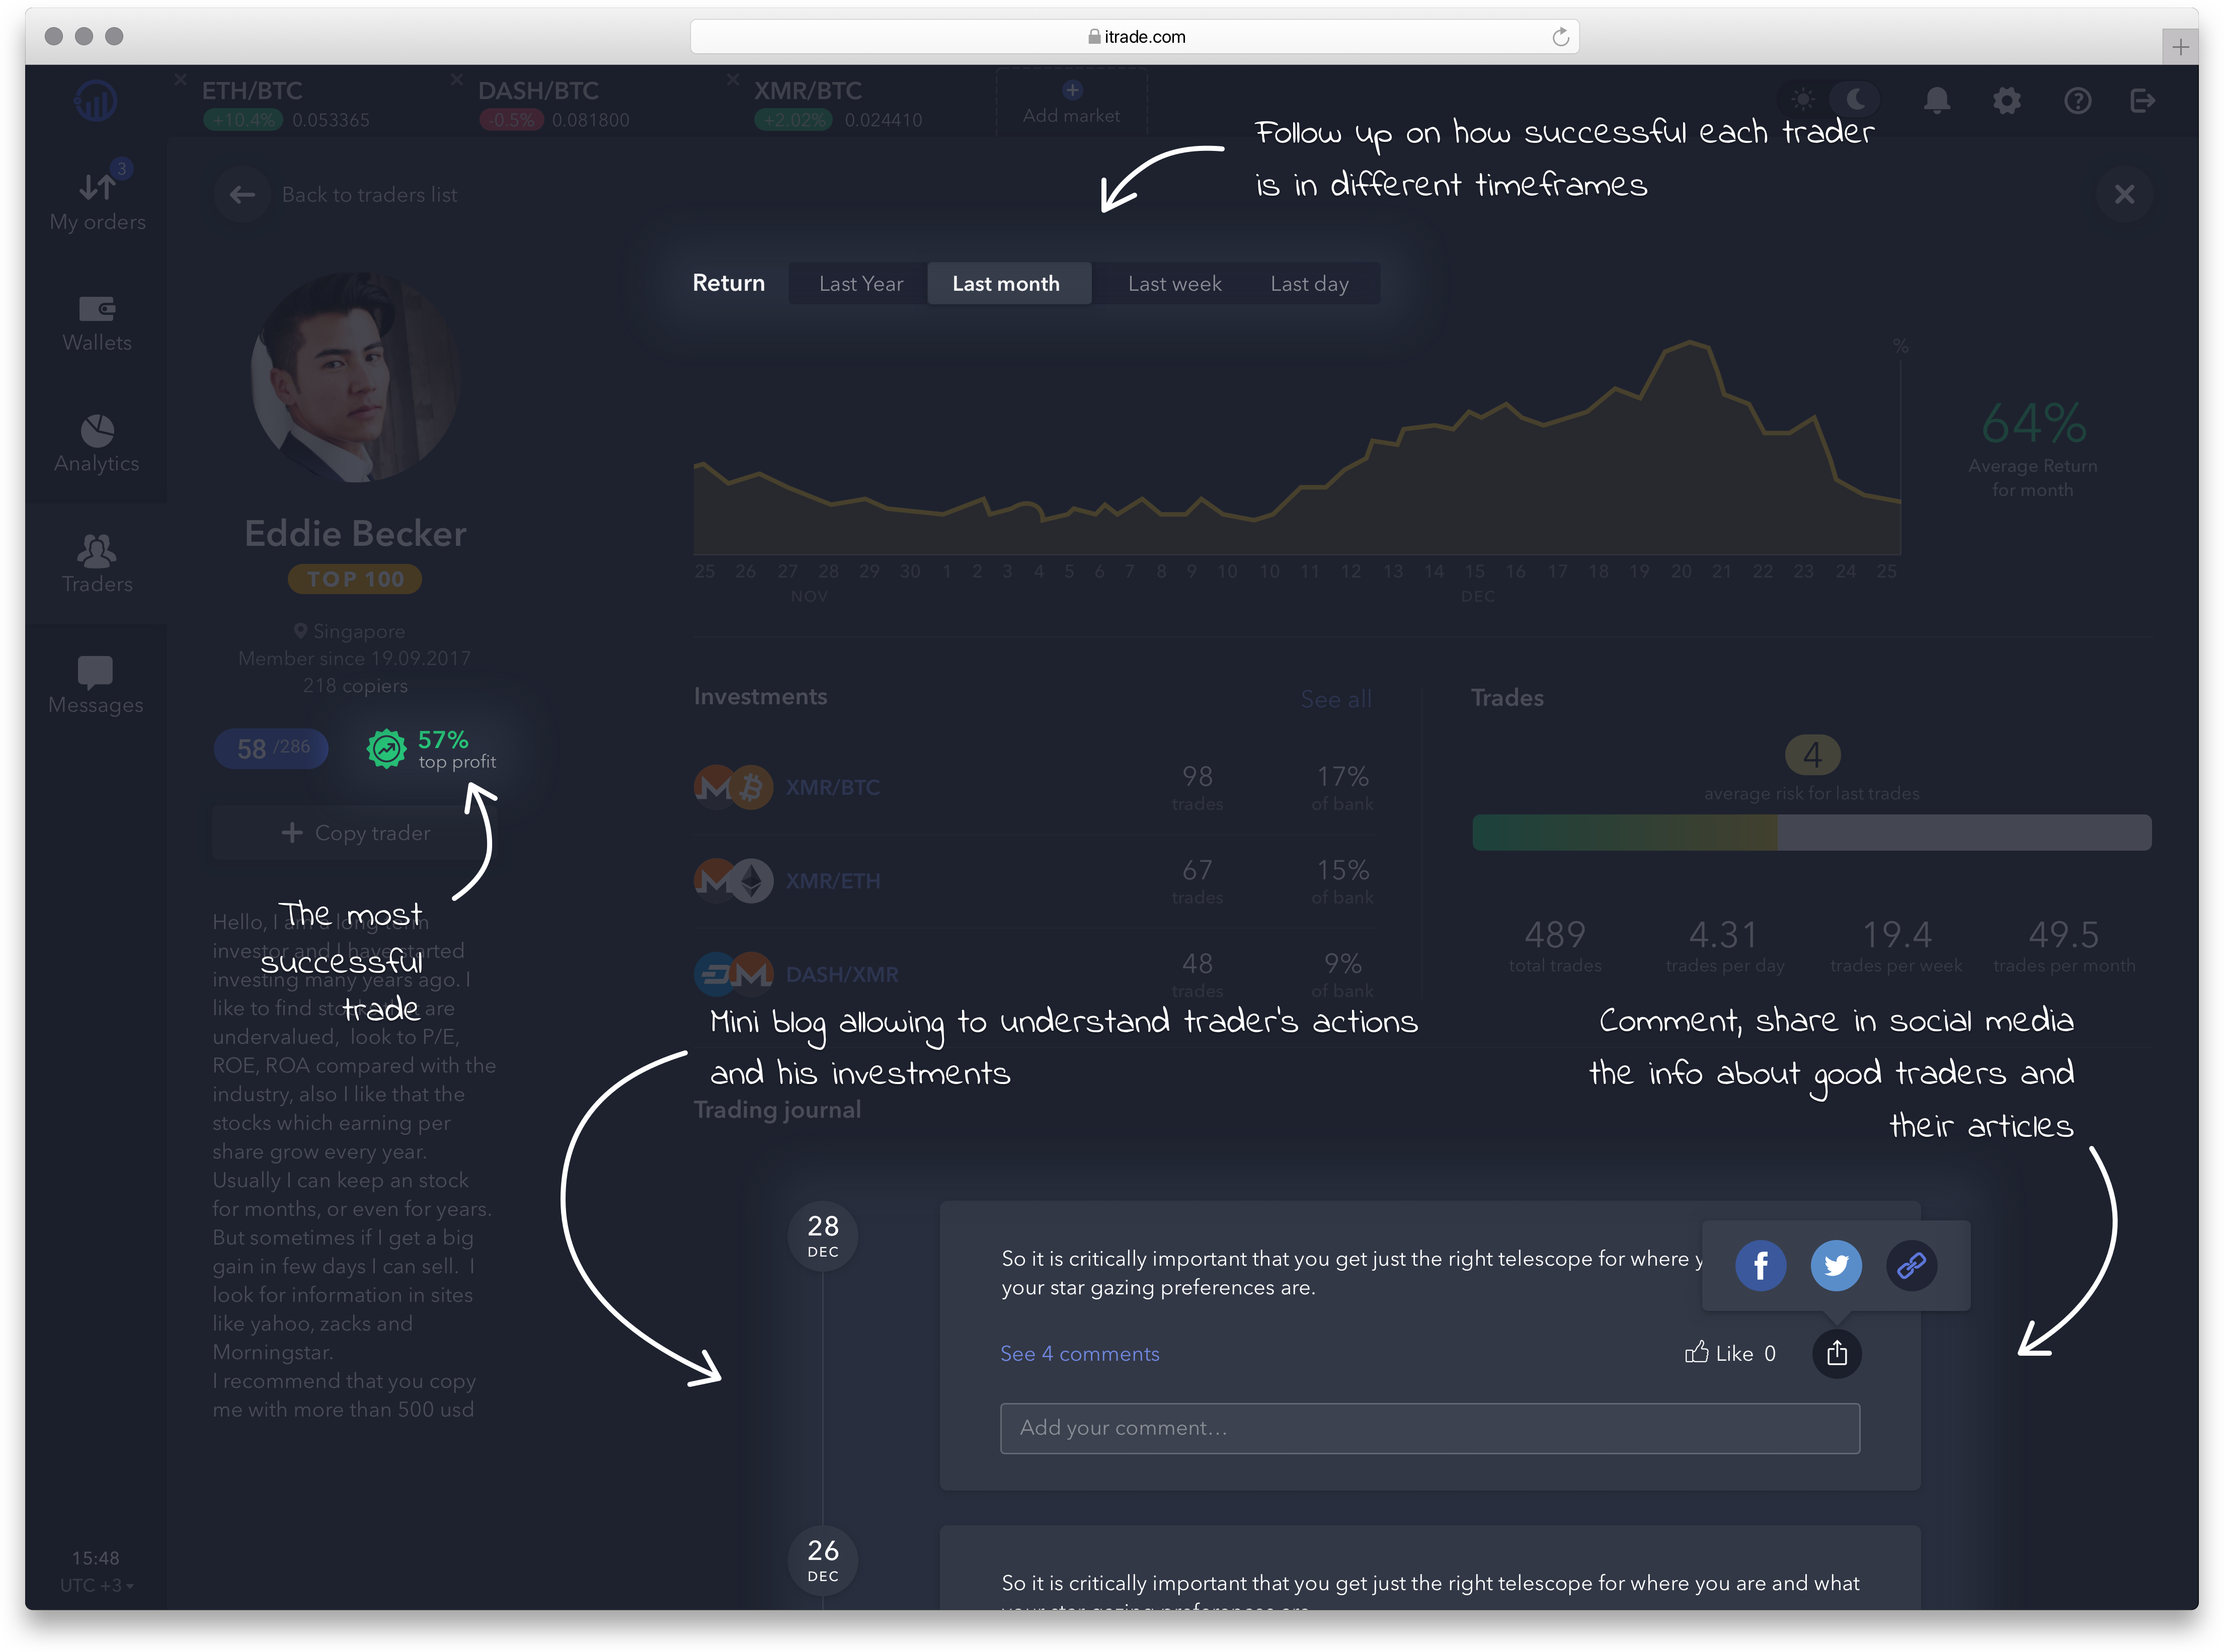 itrade.com
ETH/BTC
+10.4% 0.053365
DASH/BTC
-0.5% 0.081800
XMR/BTC
+2.02% 0.024410
Add market
Follow up on how successful each trader
is in different timeframes
3
My orders
Wallets
Analytics
Traders
Messages
15:48
UTC +3
Back to traders list
Eddie Becker
TOP 100
Singapore
Member since 19.09.2017
218 copiers
58 /286
57%
top profit
Copy trader
The most
successful
trade
Hello, I am a long term
investor and I have started
investing many years ago. I
like to find stocks that are
undervalued, look to P/E,
ROE, ROA compared with the
industry, also I like that the
stocks which earning per
share grow every year.
Usually I can keep an stock
for months, or even for years.
But sometimes if I get a big
gain in few days I can sell. I
look for information in sites
like yahoo, zacks and
Morningstar.
I recommend that you copy
me with more than 500 usd
Return Last Year Last month Last week Last day
%
64%
Average Return
for month
25 26 27 28 29 30 1 2 3 4 5 6 7 8 9 10 10 11 12 13 14 15 16 17 18 19 20 21 22 23 24 25
NOV DEC
Investments See all
XMR/BTC 98 trades 17% of bank
XMR/ETH 67 trades 15% of bank
DASH/XMR 48 trades 9% of bank
Trades
4
average risk for last trades
489 4.31 19.4 49.5
total trades trades per day trades per week trades per month
Mini blog allowing to understand trader's actions
and his investments
Comment, share in social media
the info about good traders and
their articles
Trading journal
28
DEC
So it is critically important that you get just the right telescope for where y
your star gazing preferences are.
See 4 comments
Like 0
Add your comment...
26
DEC
So it is critically important that you get just the right telescope for where you are and what
your star gazing preferences are